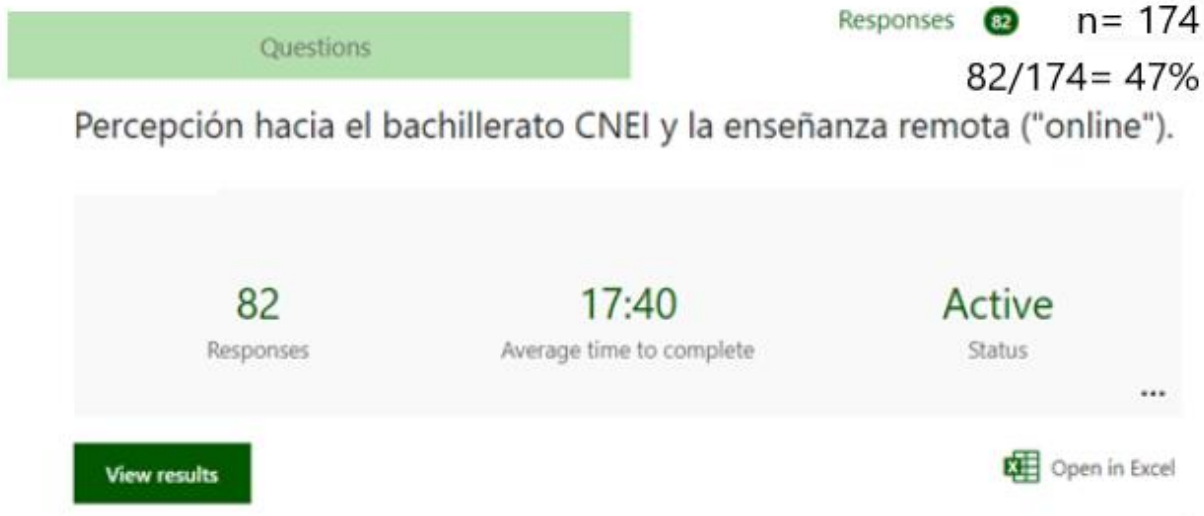 Questions
Responses 82 n= 174
82/174= 47%
Percepción hacia el bachillerato CNEI y la enseñanza remota ("online").
82 17:40 Active
Responses Average time to complete Status
...
View results Open in Excel